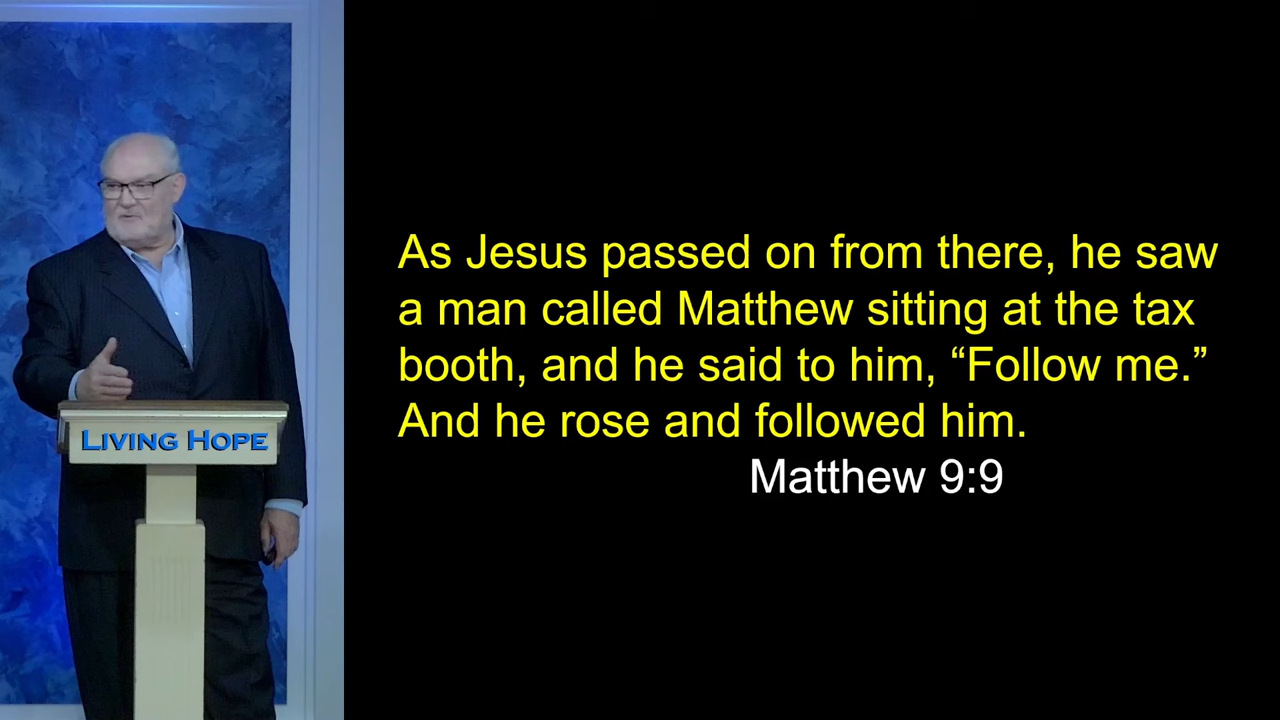 LIVING HOPE
As Jesus passed on from there, he saw
a man called Matthew sitting at the tax
booth, and he said to him, “Follow me.”
And he rose and followed him.
Matthew 9:9